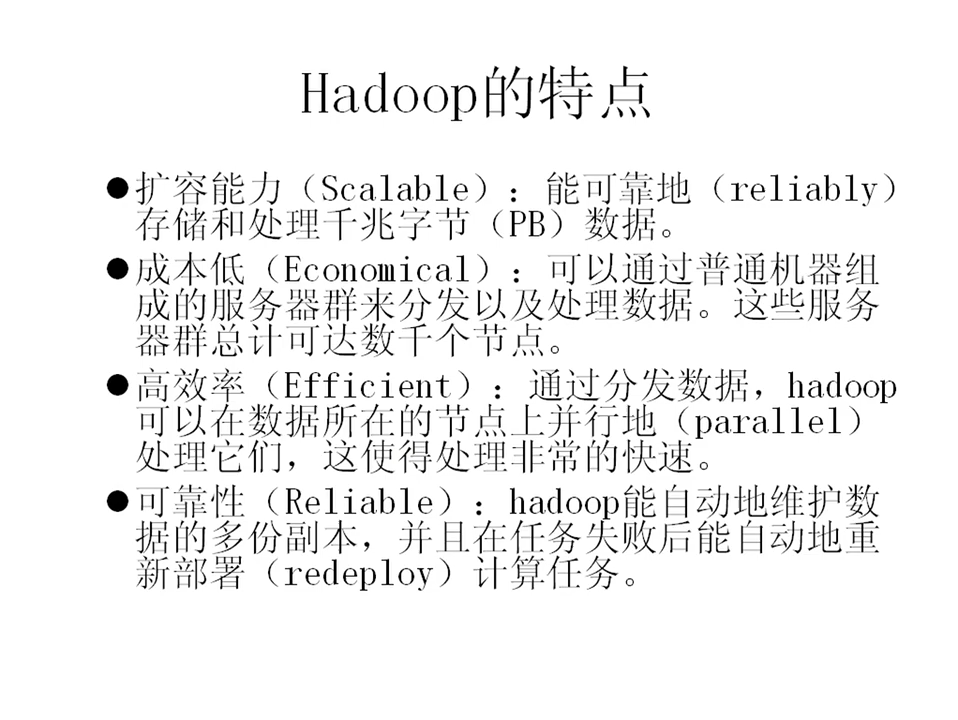 Hadoop的特点
●扩容能力（Scalable）：能可靠地（reliably）
存储和处理千兆字节（PB）数据。
●成本低（Economical）：可以通过普通机器组
成的服务器群来分发以及处理数据。这些服务
器群总计可达数千个节点。
●高效率（Efficient）：通过分发数据，hadoop
可以在数据所在的节点上并行地（parallel）
处理它们，这使得处理非常的快速。
●可靠性（Reliable）：hadoop能自动地维护数
据的多份副本，并且在任务失败后能自动地重
新部署（redeploy）计算任务。